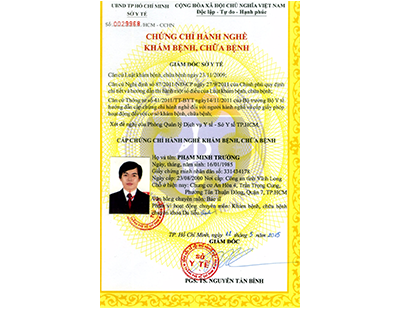 UBND TP HỒ CHÍ MINH
SỞ Y TẾ
CỘNG HÒA XÃ HỘI CHỦ NGHĨA VIỆT NAM
Độc lập - Tự do - Hạnh phúc
Số: 0023968 /HCM - CCHN
CHỨNG CHỈ HÀNH NGHỀ
KHÁM BỆNH, CHỮA BỆNH
GIÁM ĐỐC SỞ Y TẾ
Căn cứ Luật khám bệnh, chữa bệnh ngày 23/11/2009;
Căn cứ Nghị định số 87/2011/NĐ-CP ngày 27/9/2011 của Chính phủ quy định
chi tiết và hướng dẫn thi hành một số điều của Luật khám bệnh, chữa bệnh;
Căn cứ Thông tư số 41/2011/TT-BYT ngày 14/11/2011 của Bộ trưởng Bộ Y tế
hướng dẫn cấp chứng chỉ hành nghề đối với người hành nghề và cấp giấy phép
hoạt động đối với cơ sở khám bệnh, chữa bệnh;
Xét đề nghị của Phòng Quản lý Dịch vụ Y tế - Sở Y tế TP.HCM.
CẤP CHỨNG CHỈ HÀNH NGHỀ KHÁM BỆNH, CHỮA BỆNH
Họ và tên: PHẠM MINH TRƯỜNG
Ngày, tháng, năm sinh: 16/01/1985
Giấy chứng minh nhân dân số: 331434178
Ngày cấp: 23/08/2000 Nơi cấp: Công an tỉnh Vĩnh Long
Chỗ ở hiện nay: Chung cư An Hòa 4, Trần Trọng Cung,
Phường Tân Thuận Đông, Quận 7, TP.HCM
Văn bằng chuyên môn: Bác sĩ
Phạm vi hoạt động chuyên môn: Khám bệnh, chữa bệnh
chuyên khoa Da liễu
TP. Hồ Chí Minh, ngày 11 tháng 5 năm 2015
GIÁM ĐỐC
SỞ
Y TẾ
PGS. TS. NGUYỄN TẤN BỈNH